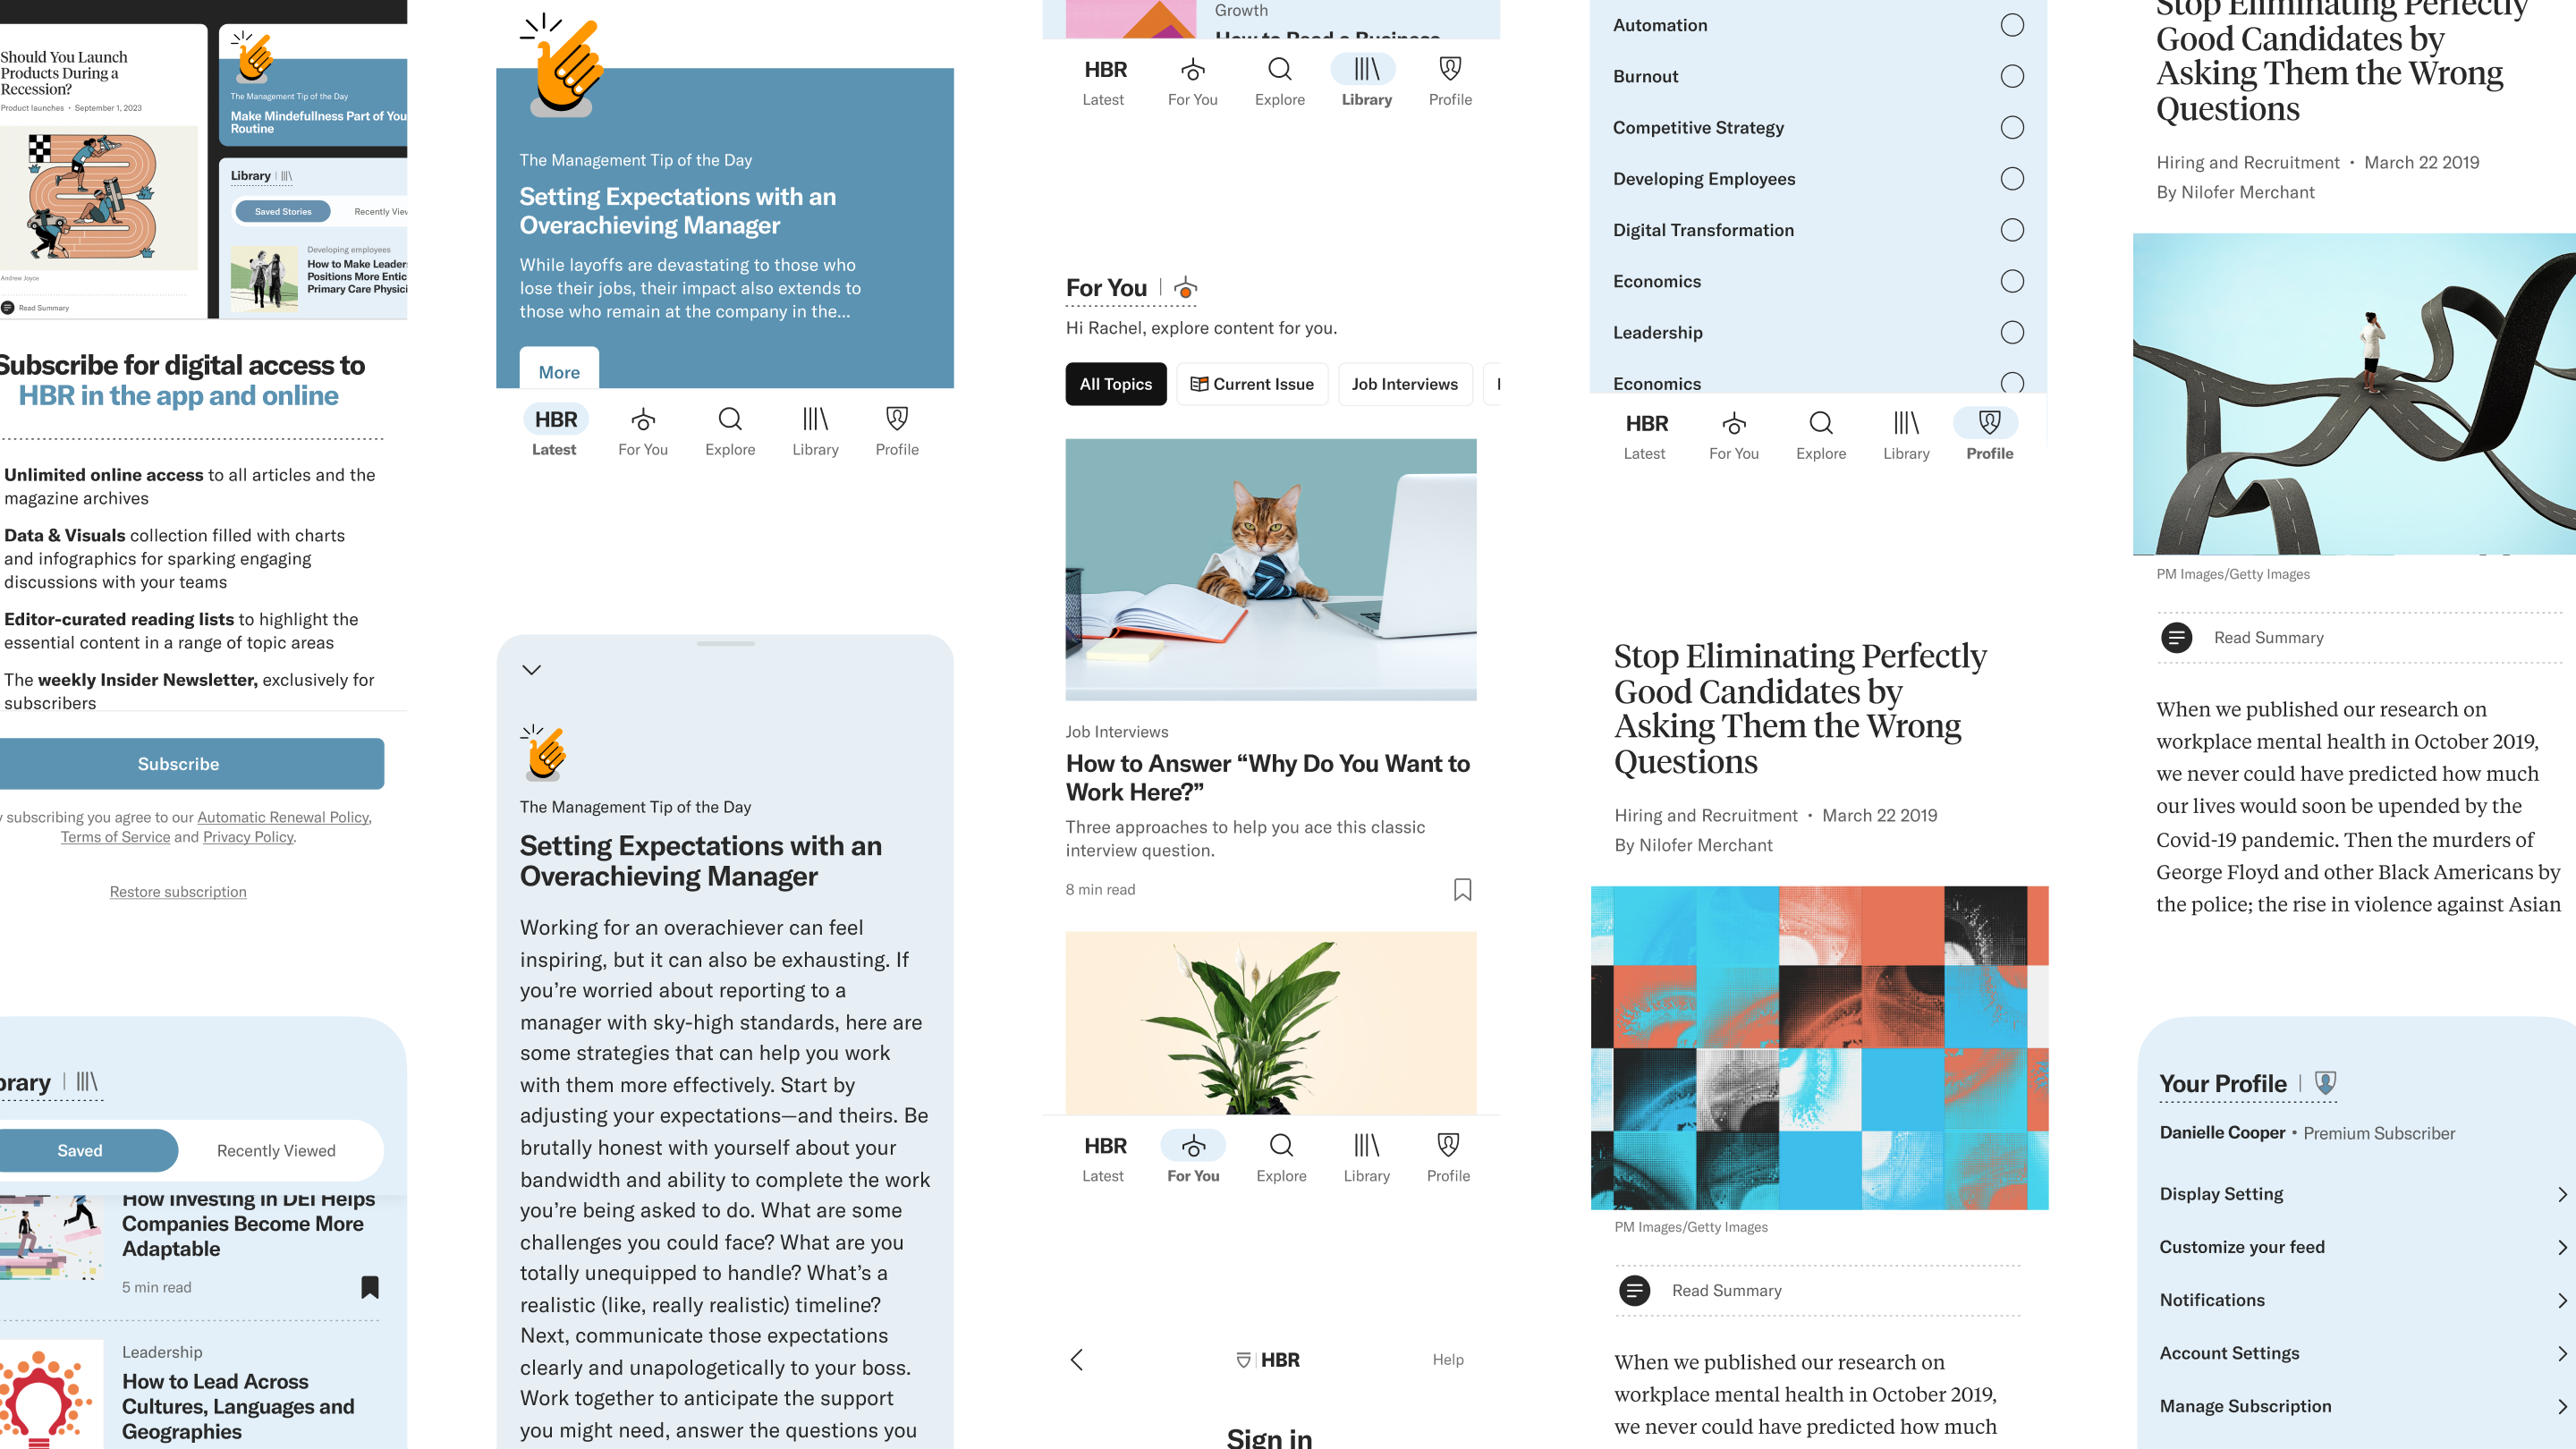 Should You Launch
Products During a
Recession?
Product launches • September 1, 2023
Andrew Joyce
Read Summary
The Management Tip of the Day
Make Mindefullness Part of You
Routine
Library
Saved Stories
Recently View
Developing employees
How to Make Leader
Positions More Entic
Primary Care Physici
Subscribe for digital access to
HBR in the app and online
Unlimited online access to all articles and the
magazine archives
Data & Visuals collection filled with charts
and infographics for sparking engaging
discussions with your teams
Editor-curated reading lists to highlight the
essential content in a range of topic areas
The weekly Insider Newsletter, exclusively for
subscribers
Subscribe
y subscribing you agree to our Automatic Renewal Policy,
Terms of Service and Privacy Policy.
Restore subscription
brary
Saved
Recently Viewed
How Investing in DEI Helps
Companies Become More
Adaptable
5 min read
Leadership
How to Lead Across
Cultures, Languages and
Geographies
The Management Tip of the Day
Setting Expectations with an
Overachieving Manager
While layoffs are devastating to those who
lose their jobs, their impact also extends to
those who remain at the company in the...
More
HBR
Latest
For You
Explore
Library
Profile
The Management Tip of the Day
Setting Expectations with an
Overachieving Manager
Working for an overachiever can feel
inspiring, but it can also be exhausting. If
you’re worried about reporting to a
manager with sky-high standards, here are
some strategies that can help you work
with them more effectively. Start by
adjusting your expectations—and theirs. Be
brutally honest with yourself about your
bandwidth and ability to complete the work
you’re being asked to do. What are some
challenges you could face? What are you
totally unequipped to handle? What’s a
realistic (like, really realistic) timeline?
Next, communicate those expectations
clearly and unapologetically to your boss.
Work together to anticipate the support
you might need, answer the questions you
Growth
How to Read a Business
HBR
Latest
For You
Explore
Library
Profile
For You
Hi Rachel, explore content for you.
All Topics
Current Issue
Job Interviews
Job Interviews
How to Answer “Why Do You Want to
Work Here?”
Three approaches to help you ace this classic
interview question.
8 min read
HBR
Latest
For You
Explore
Library
Profile
HBR
Help
Sign in
Automation
Burnout
Competitive Strategy
Developing Employees
Digital Transformation
Economics
Leadership
Economics
HBR
Latest
For You
Explore
Library
Profile
Stop Eliminating Perfectly
Good Candidates by
Asking Them the Wrong
Questions
Hiring and Recruitment • March 22 2019
By Nilofer Merchant
PM Images/Getty Images
Read Summary
When we published our research on
workplace mental health in October 2019,
we never could have predicted how much
Stop Eliminating Perfectly
Good Candidates by
Asking Them the Wrong
Questions
Hiring and Recruitment • March 22 2019
By Nilofer Merchant
PM Images/Getty Images
Read Summary
When we published our research on
workplace mental health in October 2019,
we never could have predicted how much
our lives would soon be upended by the
Covid-19 pandemic. Then the murders of
George Floyd and other Black Americans by
the police; the rise in violence against Asian
Your Profile
Danielle Cooper • Premium Subscriber
Display Setting
Customize your feed
Notifications
Account Settings
Manage Subscription